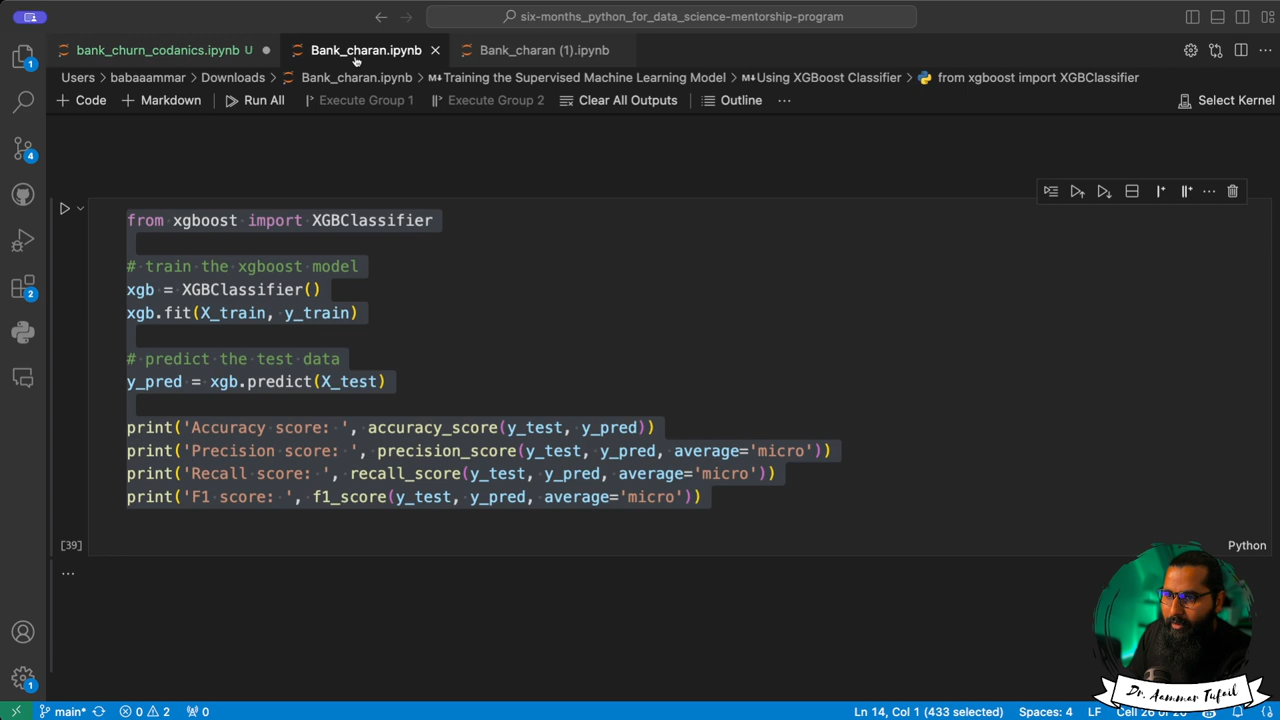 six-months_python_for_data_science-mentorship-program
bank_churn_codanics.ipynb U
Bank_charan.ipynb
Bank_charan (1).ipynb
Users > babaaammar > Downloads > Bank_charan.ipynb > M↓Training the Supervised Machine Learning Model > M↓Using XGBoost Classifier > from xgboost import XGBClassifier
+ Code + Markdown Run All Execute Group 1 Execute Group 2 Clear All Outputs Outline ... Select Kernel
from xgboost import XGBClassifier
# train the xgboost model
xgb = XGBClassifier()
xgb.fit(X_train, y_train)
# predict the test data
y_pred = xgb.predict(X_test)
print('Accuracy score: ', accuracy_score(y_test, y_pred))
print('Precision score: ', precision_score(y_test, y_pred, average='micro'))
print('Recall score: ', recall_score(y_test, y_pred, average='micro'))
print('F1 score: ', f1_score(y_test, y_pred, average='micro'))
[39]
Python
...
1
4
2
1
Dr. Aammar Tufail
main* 0 2 0 Ln 14, Col 1 (433 selected) Spaces: 4 LF